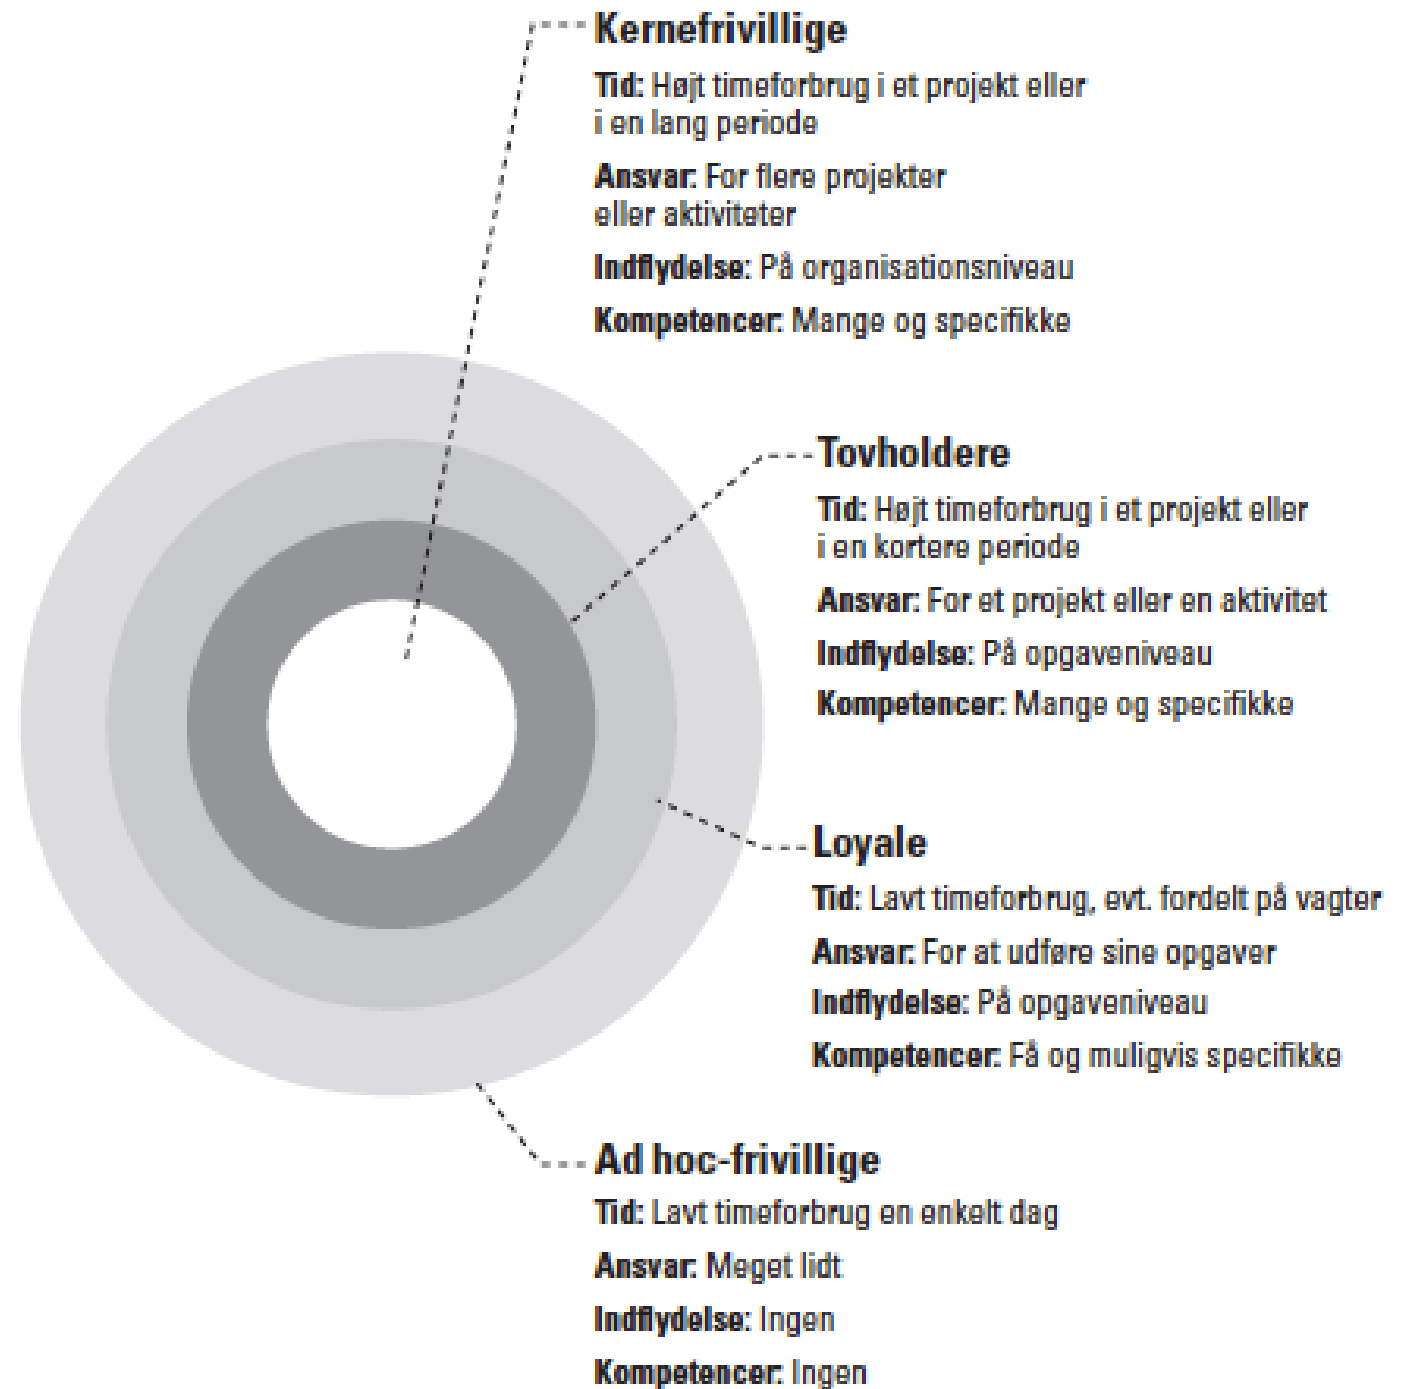 Kernefrivillige
Tid: Højt timeforbrug i et projekt eller
i en lang periode
Ansvar: For flere projekter
eller aktiviteter
Indflydelse: På organisationsniveau
Kompetencer: Mange og specifikke
Tovholdere
Tid: Højt timeforbrug i et projekt eller
i en kortere periode
Ansvar: For et projekt eller en aktivitet
Indflydelse: På opgaveniveau
Kompetencer: Mange og specifikke
Loyale
Tid: Lavt timeforbrug, evt. fordelt på vagter
Ansvar: For at udføre sine opgaver
Indflydelse: På opgaveniveau
Kompetencer: Få og muligvis specifikke
Ad hoc-frivillige
Tid: Lavt timeforbrug en enkelt dag
Ansvar: Meget lidt
Indflydelse: Ingen
Kompetencer: Ingen